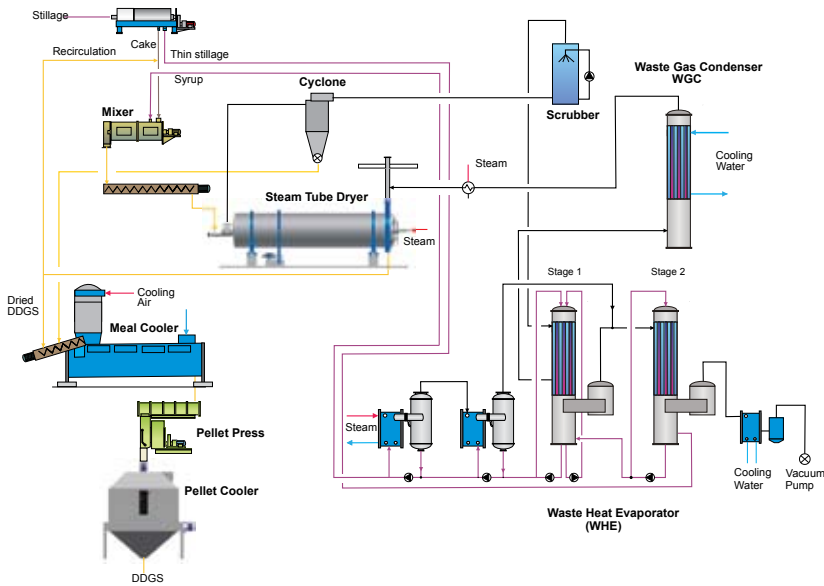 Stillage
Cake
Recirculation
Thin stillage
Syrup
Cyclone
Waste Gas Condenser
WGC
Mixer
Scrubber
Steam
Cooling
Water
Steam Tube Dryer
Steam
Stage 1
Stage 2
Cooling
Air
Dried
DDGS
Meal Cooler
Steam
Pellet Press
Cooling
Water
Vacuum
Pump
Pellet Cooler
Waste Heat Evaporator
(WHE)
DDGS